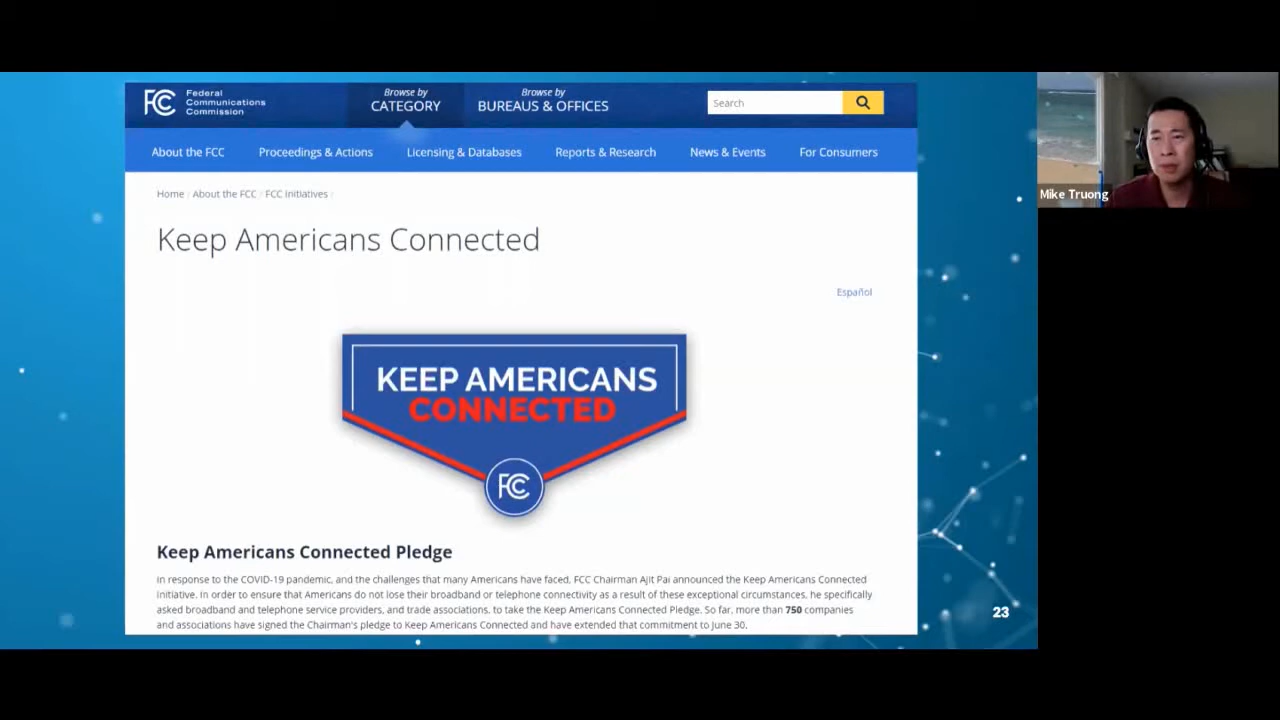 FCC
Federal
Communications
Commission
Browse by
CATEGORY
Browse by
BUREAUS & OFFICES
Search
About the FCC
Proceedings & Actions
Licensing & Databases
Reports & Research
News & Events
For Consumers
Home / About the FCC / FCC Initiatives /
Keep Americans Connected
Español
KEEP AMERICANS
CONNECTED
FCC
Keep Americans Connected Pledge
In response to the COVID-19 pandemic, and the challenges that many Americans have faced, FCC Chairman Ajit Pai announced the Keep Americans Connected
Initiative. In order to ensure that Americans do not lose their broadband or telephone connectivity as a result of these exceptional circumstances, he specifically
asked broadband and telephone service providers, and trade associations, to take the Keep Americans Connected Pledge. So far, more than 750 companies
and associations have signed the Chairman's pledge to Keep Americans Connected and have extended that commitment to June 30.
23
Mike Truong